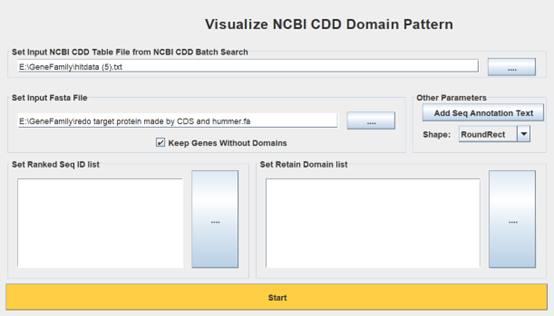 Visualize NCBI CDD Domain Pattern
Set Input NCBI CDD Table File from NCBI CDD Batch Search
E:\GeneFamily\hitdata (5).txt
....
Set Input Fasta File
Other Parameters
E:\GeneFamily\redo target protein made by CDS and hummer.fa
....
Add Seq Annotation Text
Keep Genes Without Domains
Shape: RoundRect
Set Ranked Seq ID list
Set Retain Domain list
....
....
Start